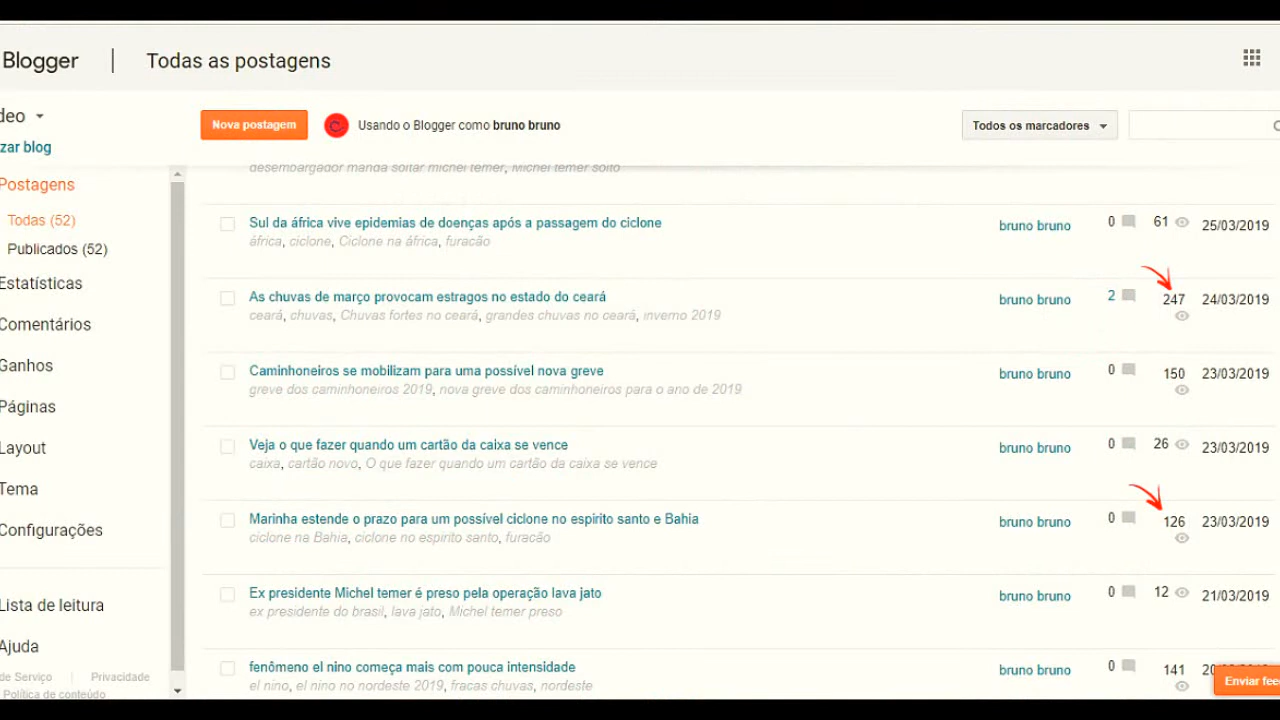 Blogger | Todas as postagens
deo
Nova postagem
Usando o Blogger como bruno bruno
Todos os marcadores
zar blog
desembargador manda soltar michel temer, Michel temer solto
Postagens
Todas (52)
Publicados (52)
Estatísticas
Comentários
Ganhos
Páginas
Layout
Tema
Configurações
Lista de leitura
Ajuda
de Serviço | Privacidade
Política de conteúdo
Sul da áfrica vive epidemias de doenças após a passagem do ciclone
áfrica, ciclone, Ciclone na áfrica, furacão
bruno bruno 0 61 25/03/2019
As chuvas de março provocam estragos no estado do ceará
ceará, chuvas, Chuvas fortes no ceará, grandes chuvas no ceará, inverno 2019
bruno bruno 2 247 24/03/2019
Caminhoneiros se mobilizam para uma possível nova greve
greve dos caminhoneiros 2019, nova greve dos caminhoneiros para o ano de 2019
bruno bruno 0 150 23/03/2019
Veja o que fazer quando um cartão da caixa se vence
caixa, cartão novo, O que fazer quando um cartão da caixa se vence
bruno bruno 0 26 23/03/2019
Marinha estende o prazo para um possível ciclone no espirito santo e Bahia
ciclone na Bahia, ciclone no espirito santo, furacão
bruno bruno 0 126 23/03/2019
Ex presidente Michel temer é preso pela operação lava jato
ex presidente do brasil, lava jato, Michel temer preso
bruno bruno 0 12 21/03/2019
fenômeno el nino começa mais com pouca intensidade
el nino, el nino no nordeste 2019, fracas chuvas, nordeste
bruno bruno 0 141
Enviar fee